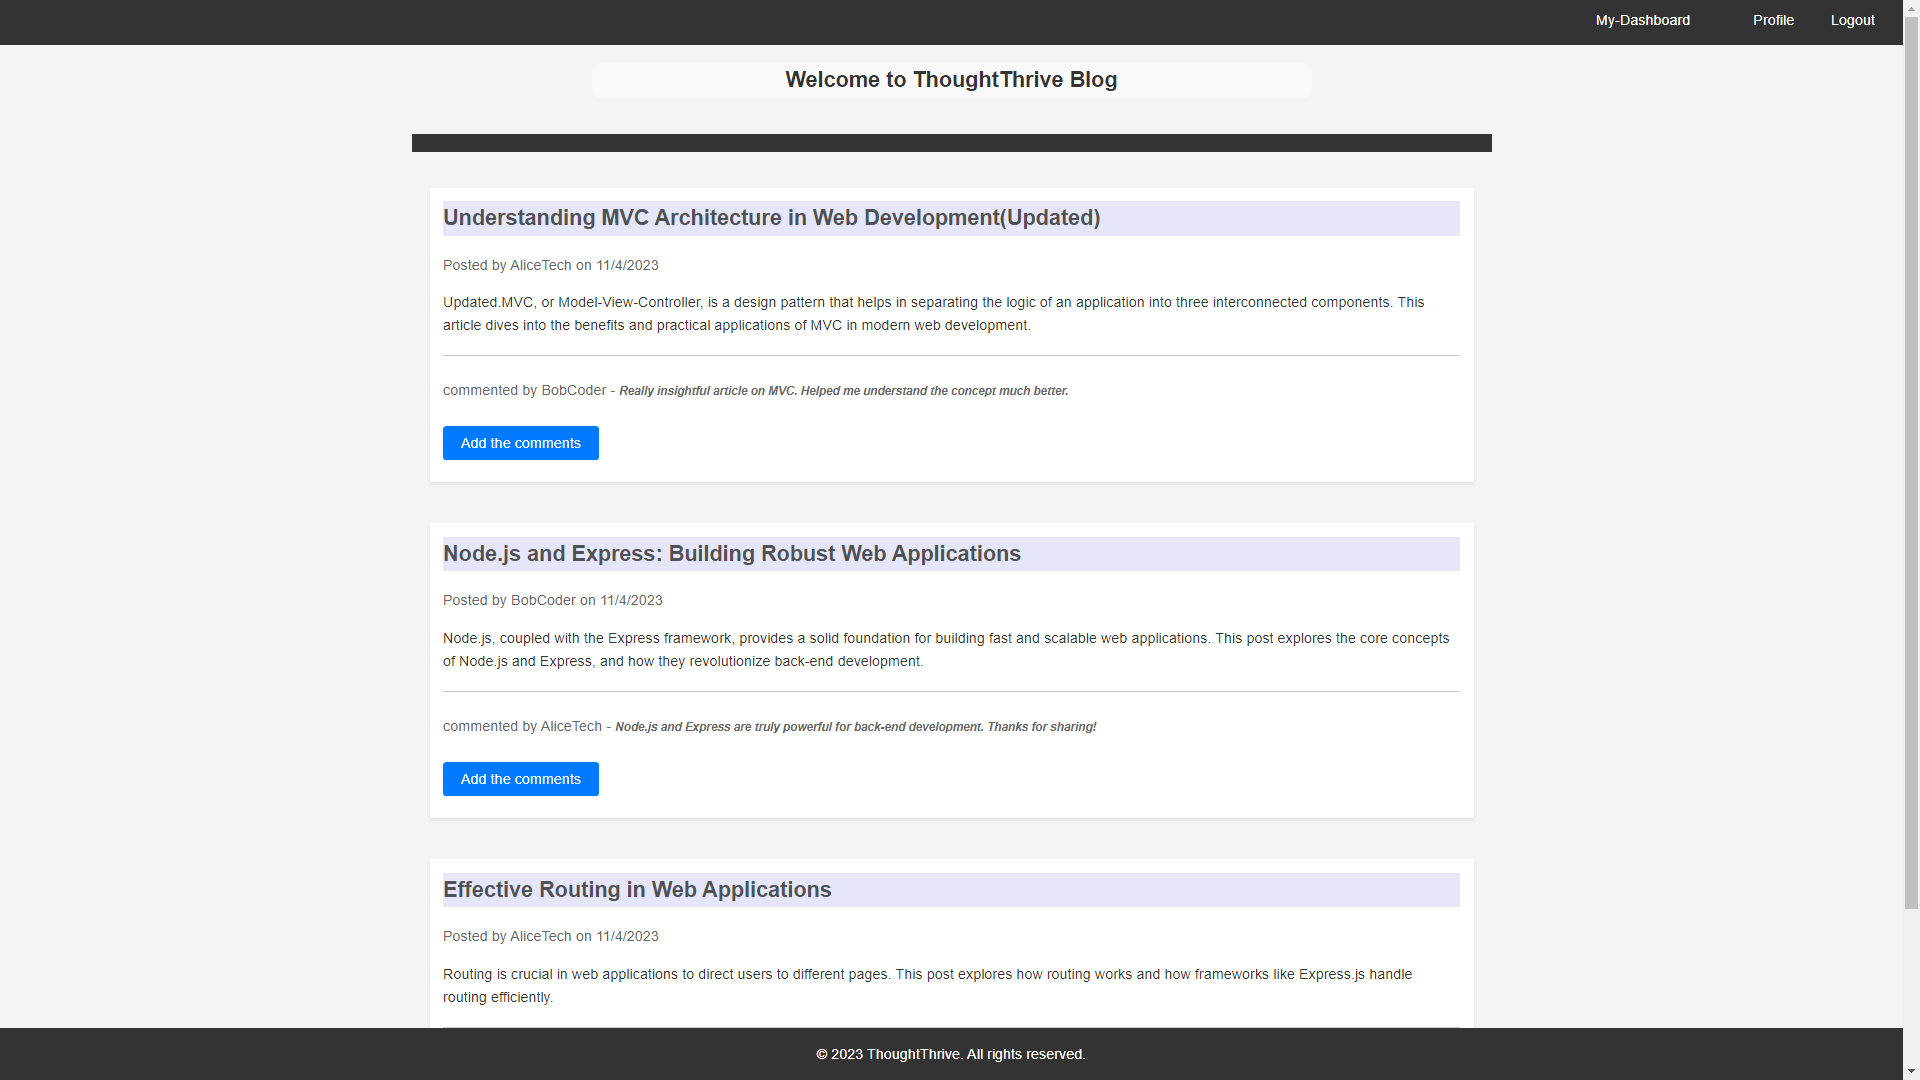 My-Dashboard Profile Logout
Welcome to ThoughtThrive Blog
Understanding MVC Architecture in Web Development(Updated)
Posted by AliceTech on 11/4/2023
Updated.MVC, or Model-View-Controller, is a design pattern that helps in separating the logic of an application into three interconnected components. This
article dives into the benefits and practical applications of MVC in modern web development.
commented by BobCoder - Really insightful article on MVC. Helped me understand the concept much better.
Add the comments
Node.js and Express: Building Robust Web Applications
Posted by BobCoder on 11/4/2023
Node.js, coupled with the Express framework, provides a solid foundation for building fast and scalable web applications. This post explores the core concepts
of Node.js and Express, and how they revolutionize back-end development.
commented by AliceTech - Node.js and Express are truly powerful for back-end development. Thanks for sharing!
Add the comments
Effective Routing in Web Applications
Posted by AliceTech on 11/4/2023
Routing is crucial in web applications to direct users to different pages. This post explores how routing works and how frameworks like Express.js handle
routing efficiently.
© 2023 ThoughtThrive. All rights reserved.